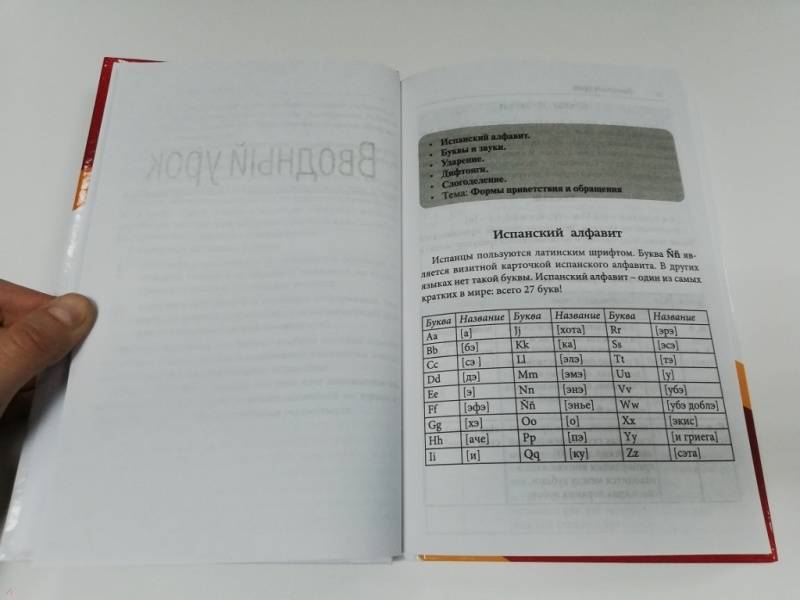 Вводный урок
• Испанский алфавит.
• Буквы и звуки.
• Ударение.
• Дифтонги.
• Слогоделение.
• Тема: Формы приветствия и обращения
Испанский алфавит
Испанцы пользуются латинским шрифтом. Буква Ññ яв-
ляется визитной карточкой испанского алфавита. В других
языках нет такой буквы. Испанский алфавит – один из самых
кратких в мире: всего 27 букв!
Буква Название Буква Название Буква Название
Aa [а] Jj [хота] Rr [эрэ]
Bb [бэ] Kk [ка] Ss [эсэ]
Cc [сэ ] Ll [элэ] Tt [тэ]
Dd [дэ] Mm [эмэ] Uu [у]
Ee [э] Nn [энэ] Vv [убэ]
Ff [эфэ] Ññ [энье] Ww [убэ доблэ]
Gg [хэ] Oo [о] Xx [экис]
Hh [аче] Pp [пэ] Yy [и гриега]
Ii [и] Qq [ку] Zz [сэта]